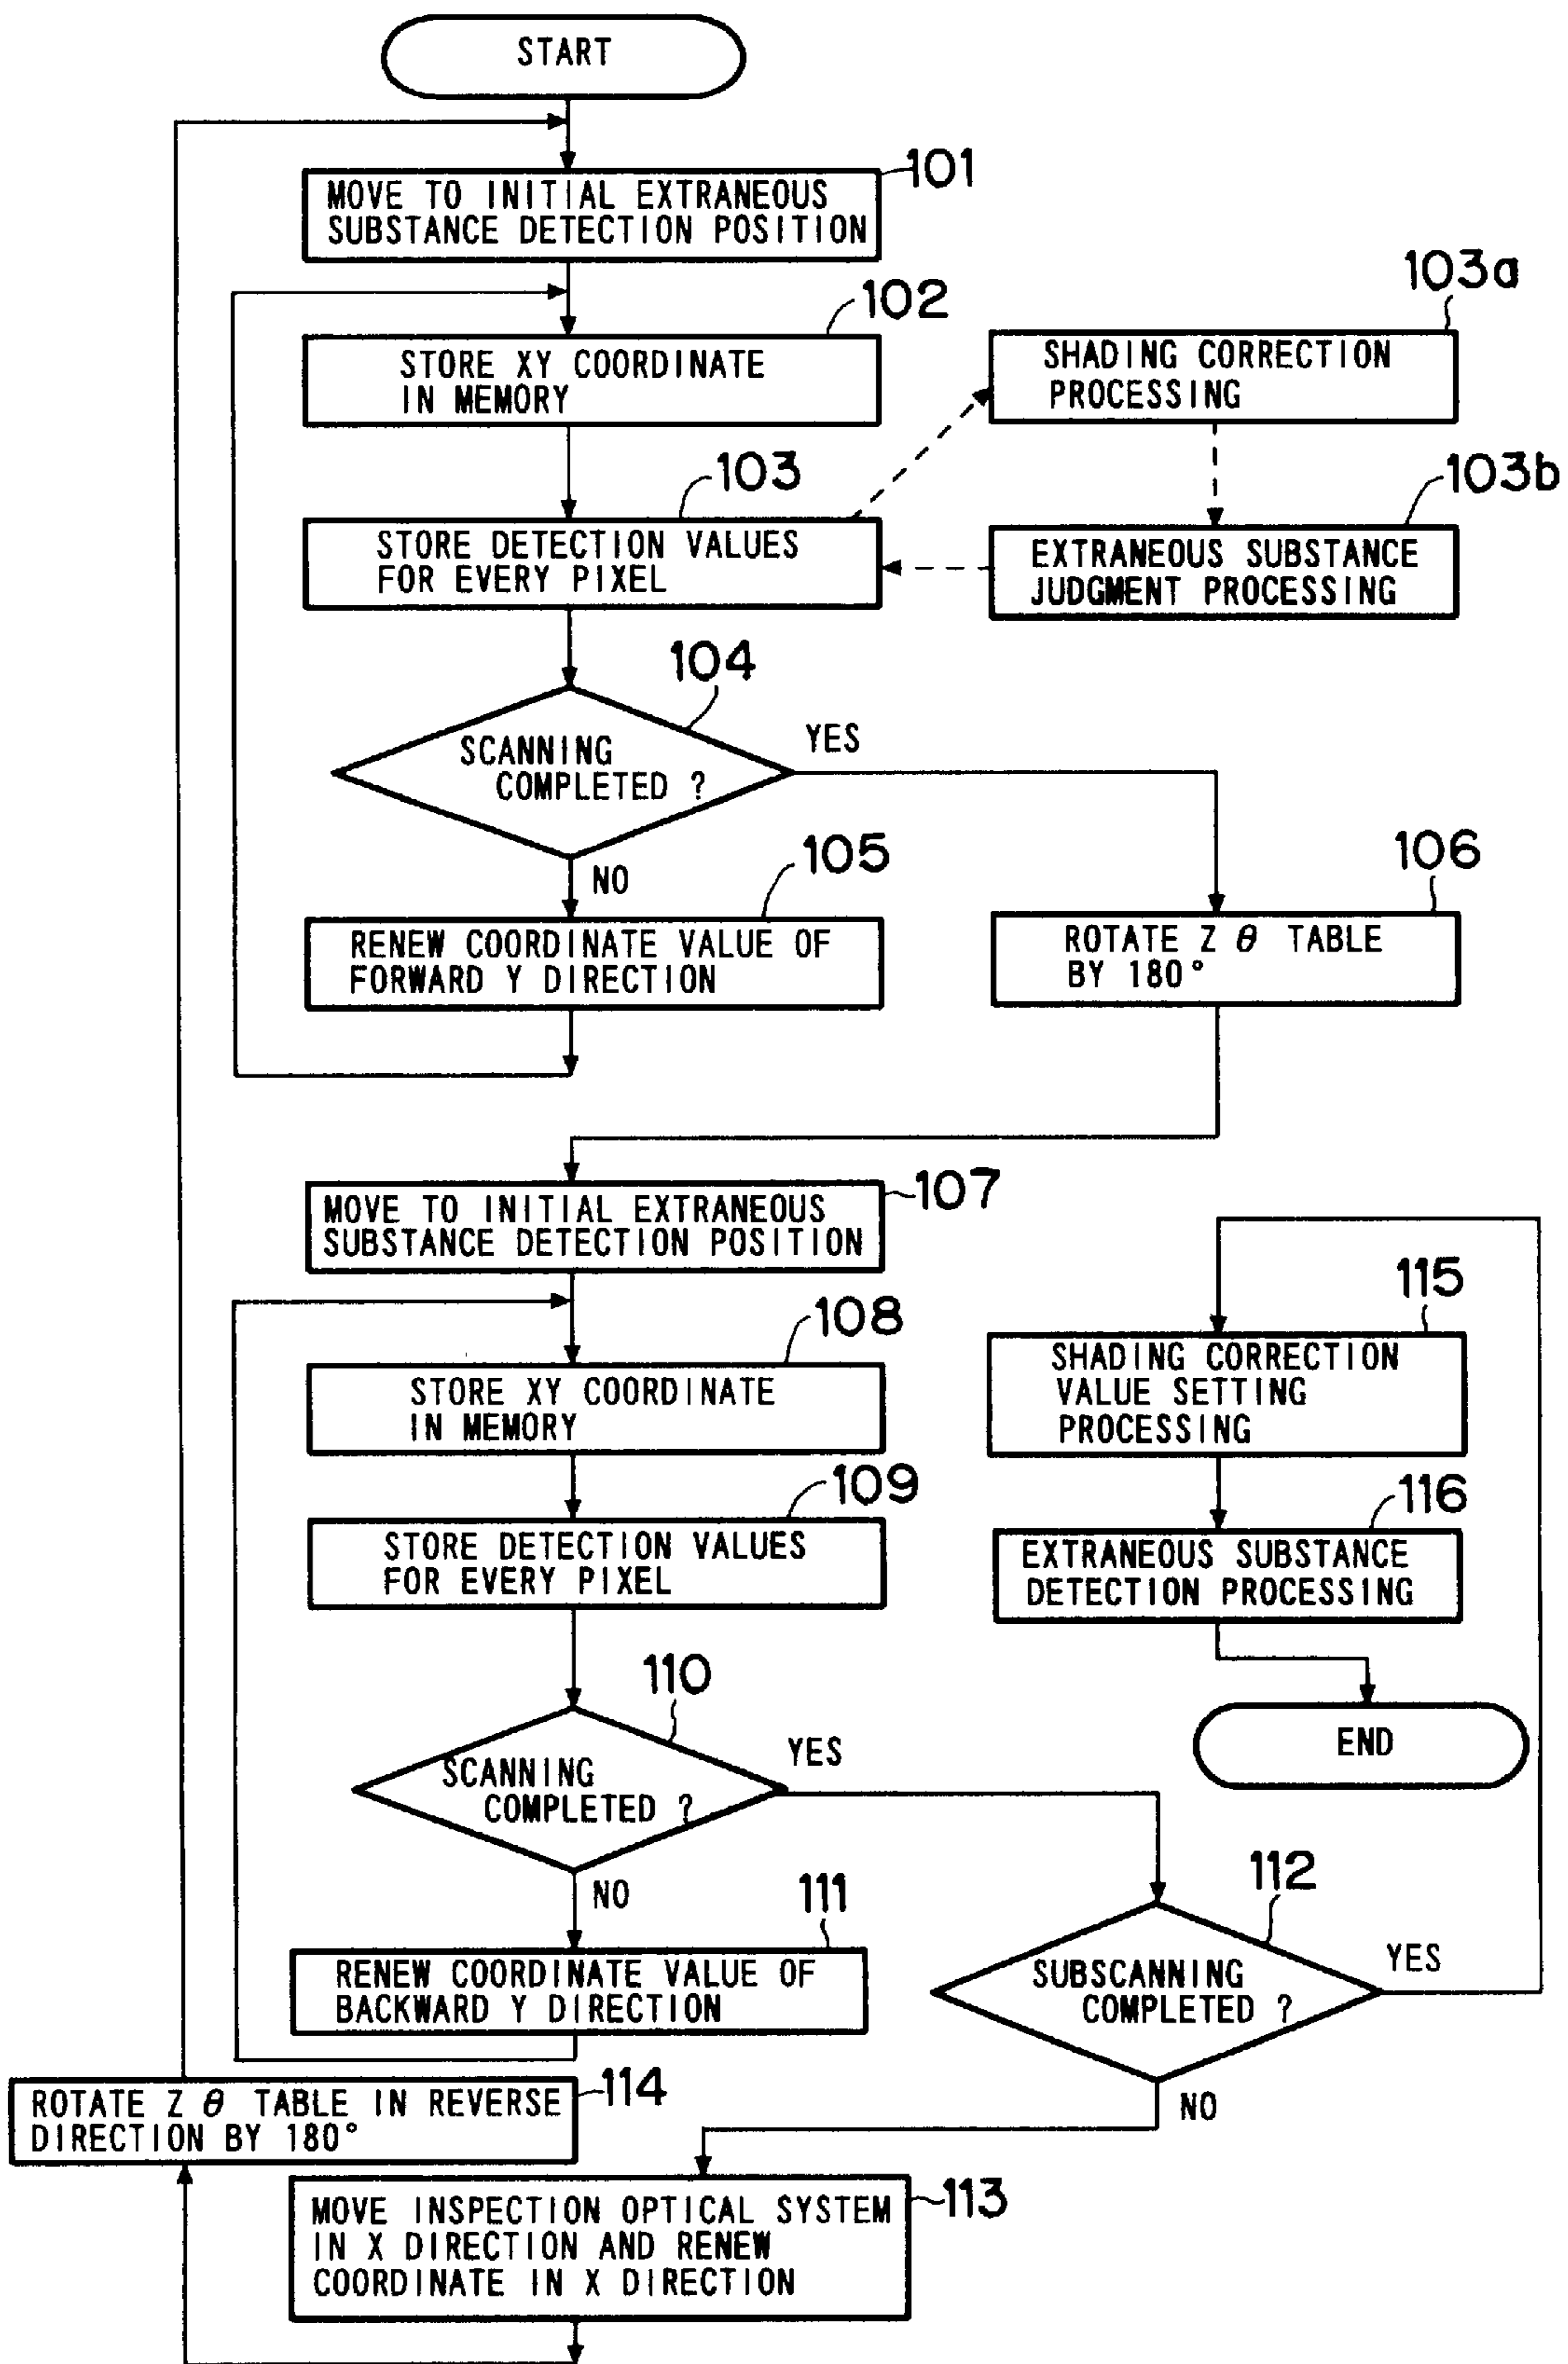 START
101
MOVE TO INITIAL EXTRANEOUS
SUBSTANCE DETECTION POSITION
102
STORE XY COORDINATE
IN MEMORY
103a
SHADING CORRECTION
PROCESSING
103
STORE DETECTION VALUES
FOR EVERY PIXEL
103b
EXTRANEOUS SUBSTANCE
JUDGMENT PROCESSING
104
SCANNING
COMPLETED ?
YES
NO
105
RENEW COORDINATE VALUE OF
FORWARD Y DIRECTION
106
ROTATE Z θ TABLE
BY 180°
107
MOVE TO INITIAL EXTRANEOUS
SUBSTANCE DETECTION POSITION
108
STORE XY COORDINATE
IN MEMORY
109
STORE DETECTION VALUES
FOR EVERY PIXEL
110
SCANNING
COMPLETED ?
YES
NO
111
RENEW COORDINATE VALUE OF
BACKWARD Y DIRECTION
115
SHADING CORRECTION
VALUE SETTING
PROCESSING
116
EXTRANEOUS SUBSTANCE
DETECTION PROCESSING
END
112
SUBSCANNING
COMPLETED ?
YES
NO
114
ROTATE Z θ TABLE IN REVERSE
DIRECTION BY 180°
113
MOVE INSPECTION OPTICAL SYSTEM
IN X DIRECTION AND RENEW
COORDINATE IN X DIRECTION